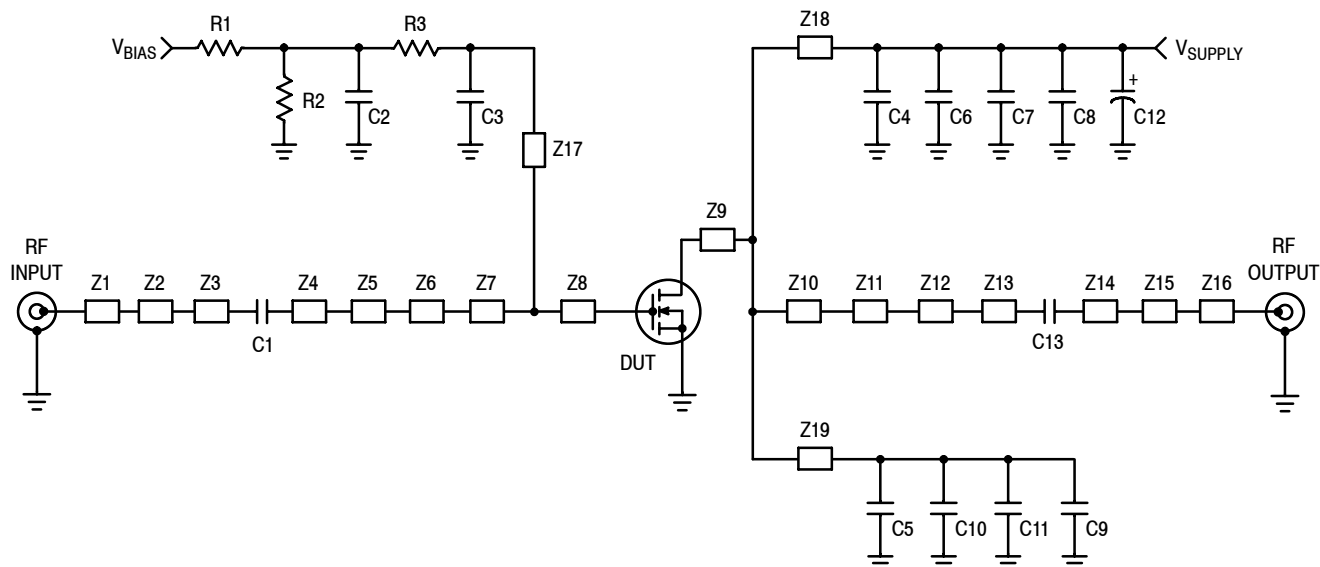 R1
R3
Z18
V_BIAS
V_SUPPLY
R2
C2
C3
C4
C6
C7
C8
+
C12
Z17
Z9
RF
INPUT
Z1
Z2
Z3
Z4
Z5
Z6
Z7
Z8
Z10
Z11
Z12
Z13
Z14
Z15
Z16
RF
OUTPUT
C1
DUT
C13
Z19
C5
C10
C11
C9